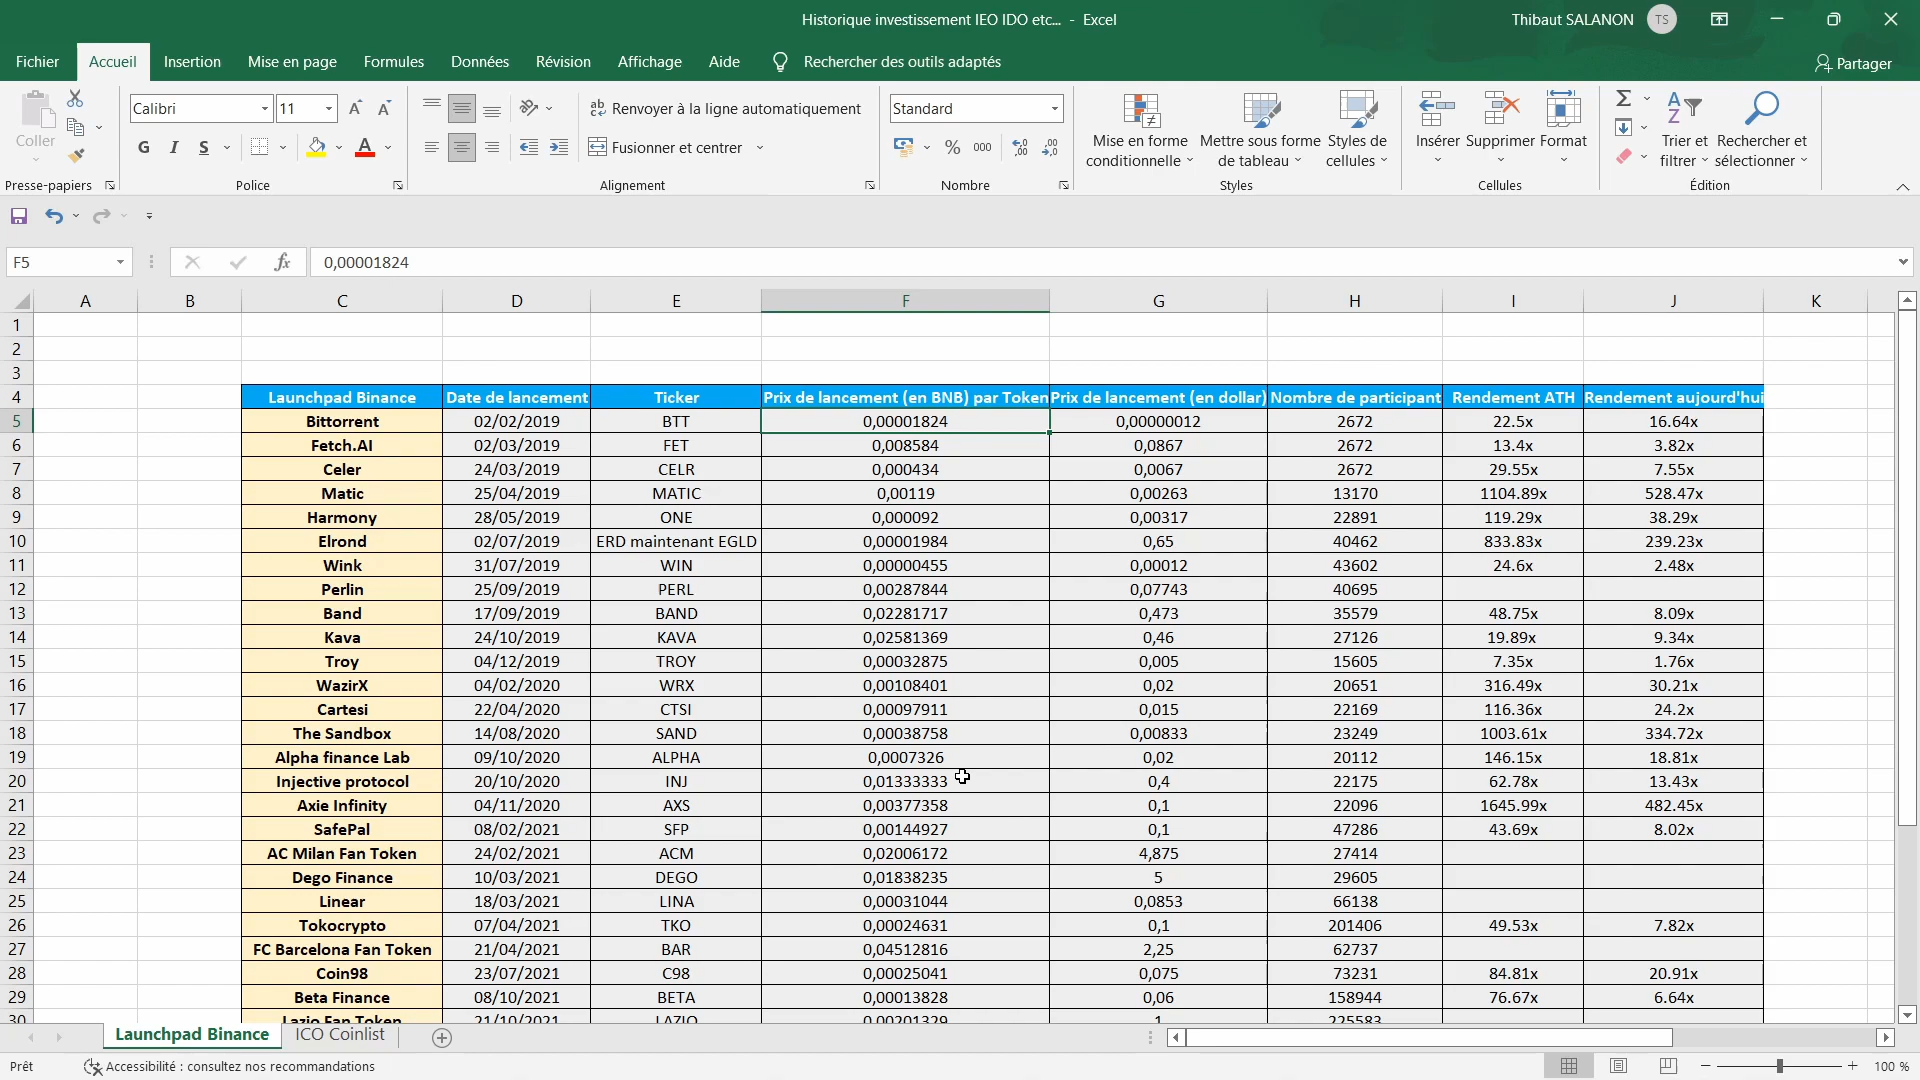 Historique investissement IEO IDO etc... - Excel
Thibaut SALANON TS
Fichier Accueil Insertion Mise en page Formules Données Révision Affichage Aide Rechercher des outils adaptés Partager
Coller
Calibri 11
Renvoyer à la ligne automatiquement
Standard
G I S A
Fusionner et centrer
% 000
Mise en forme conditionnelle
Mettre sous forme de tableau
Styles de cellules
Insérer Supprimer Format
Trier et filtrer
Rechercher et sélectionner
Presse-papiers Police Alignement Nombre Styles Cellules Édition
F5 fx 0,00001824
A B C D E F G H I J K
1
2
3
4 Launchpad Binance Date de lancement Ticker Prix de lancement (en BNB) par Token Prix de lancement (en dollar) Nombre de participant Rendement ATH Rendement aujourd'hui
5 Bittorrent 02/02/2019 BTT 0,00001824 0,00000012 2672 22.5x 16.64x
6 Fetch.AI 02/03/2019 FET 0,008584 0,0867 2672 13.4x 3.82x
7 Celer 24/03/2019 CELR 0,000434 0,0067 2672 29.55x 7.55x
8 Matic 25/04/2019 MATIC 0,00119 0,00263 13170 1104.89x 528.47x
9 Harmony 28/05/2019 ONE 0,000092 0,00317 22891 119.29x 38.29x
10 Elrond 02/07/2019 ERD maintenant EGLD 0,00001984 0,65 40462 833.83x 239.23x
11 Wink 31/07/2019 WIN 0,00000455 0,00012 43602 24.6x 2.48x
12 Perlin 25/09/2019 PERL 0,00287844 0,07743 40695
13 Band 17/09/2019 BAND 0,02281717 0,473 35579 48.75x 8.09x
14 Kava 24/10/2019 KAVA 0,02581369 0,46 27126 19.89x 9.34x
15 Troy 04/12/2019 TROY 0,00032875 0,005 15605 7.35x 1.76x
16 WazirX 04/02/2020 WRX 0,00108401 0,02 20651 316.49x 30.21x
17 Cartesi 22/04/2020 CTSI 0,00097911 0,015 22169 116.36x 24.2x
18 The Sandbox 14/08/2020 SAND 0,00038758 0,00833 23249 1003.61x 334.72x
19 Alpha finance Lab 09/10/2020 ALPHA 0,0007326 0,02 20112 146.15x 18.81x
20 Injective protocol 20/10/2020 INJ 0,01333333 0,4 22175 62.78x 13.43x
21 Axie Infinity 04/11/2020 AXS 0,00377358 0,1 22096 1645.99x 482.45x
22 SafePal 08/02/2021 SFP 0,00144927 0,1 47286 43.69x 8.02x
23 AC Milan Fan Token 24/02/2021 ACM 0,02006172 4,875 27414
24 Dego Finance 10/03/2021 DEGO 0,01838235 5 29605
25 Linear 18/03/2021 LINA 0,00031044 0,0853 66138
26 Tokocrypto 07/04/2021 TKO 0,00024631 0,1 201406 49.53x 7.82x
27 FC Barcelona Fan Token 21/04/2021 BAR 0,04512816 2,25 62737
28 Coin98 23/07/2021 C98 0,00025041 0,075 73231 84.81x 20.91x
29 Beta Finance 08/10/2021 BETA 0,00013828 0,06 158944 76.67x 6.64x
30 Lazio Fan Token 21/10/2021 LAZIO 0,00201329 1 225583
Launchpad Binance ICO Coinlist
Prêt Accessibilité : consultez nos recommandations 100 %